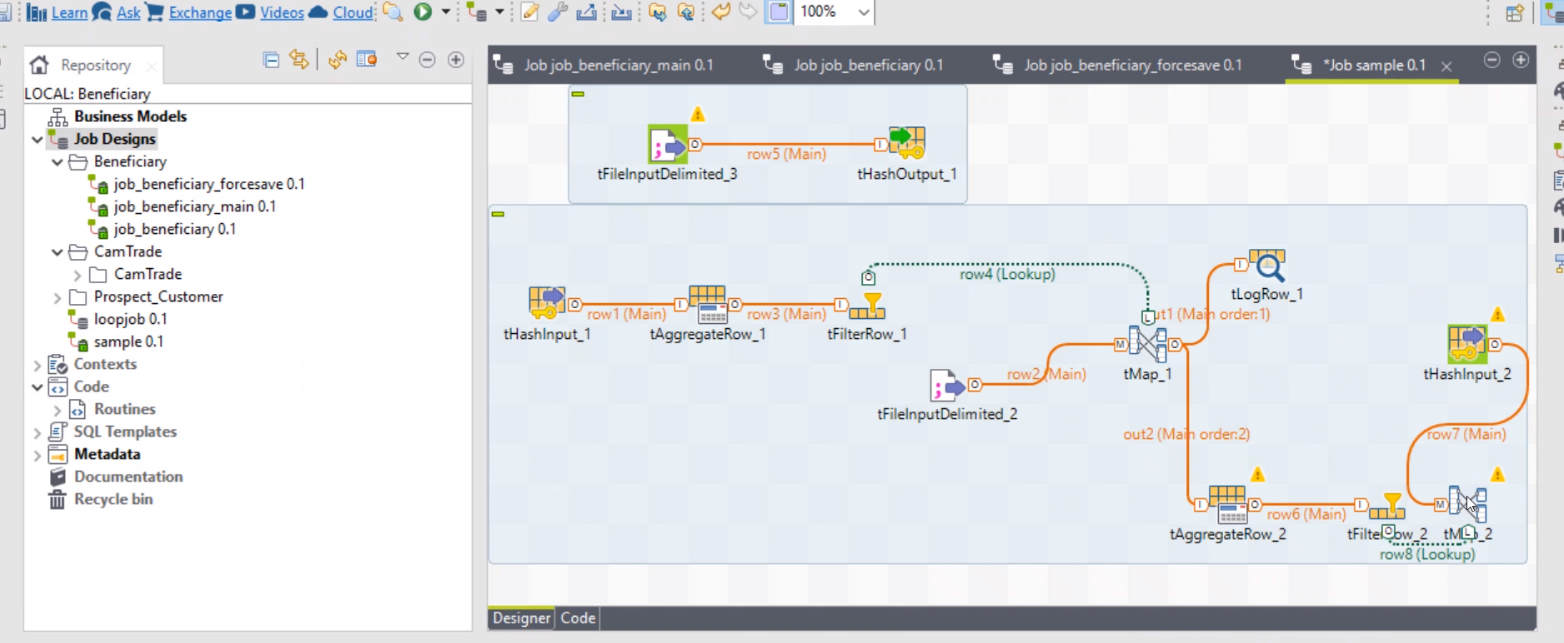 Learn Ask Exchange Videos Cloud 100%
Repository
LOCAL: Beneficiary
Business Models
Job Designs
Beneficiary
job_beneficiary_forcesave 0.1
job_beneficiary_main 0.1
job_beneficiary 0.1
CamTrade
CamTrade
Prospect_Customer
loopjob 0.1
sample 0.1
Contexts
Code
Routines
SQL Templates
Metadata
Documentation
Recycle bin
Job job_beneficiary_main 0.1 Job job_beneficiary 0.1 Job job_beneficiary_forcesave 0.1 *Job sample 0.1
O row5 (Main) I
tFileInputDelimited_3 tHashOutput_1
row4 (Lookup)
tLogRow_1
O row1 (Main) I O row3 (Main) I
ut1 (Main order:1)
tHashInput_1 tAggregateRow_1 tFilterRow_1
row2 (Main) tMap_1 tHashInput_2
tFileInputDelimited_2
out2 (Main order:2) row7 (Main)
I O row6 (Main) I M
tAggregateRow_2
row8 (Lookup)
Designer Code